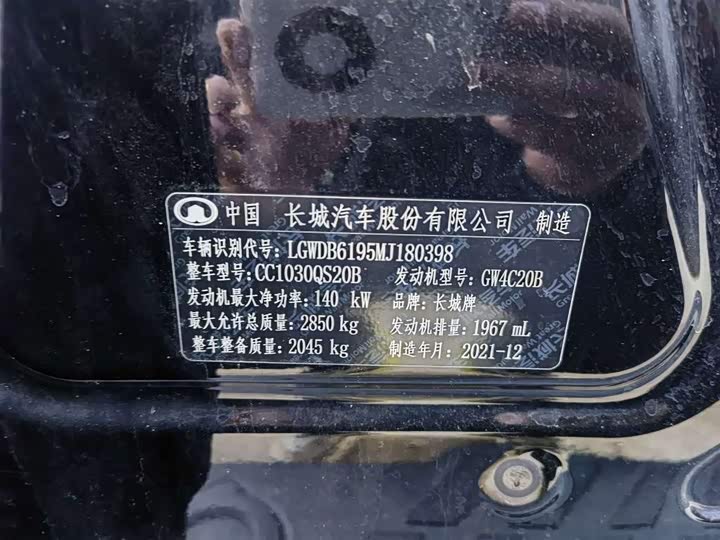 中国 长城汽车股份有限公司 制造
车辆识别代号: LGWDB6195MJ180398
整车型号: CC1030QS20B 发动机型号: GW4C20B
发动机最大净功率: 140 kW 品牌: 长城牌
最大允许总质量: 2850 kg 发动机排量: 1967 mL
整车整备质量: 2045 kg 制造年月: 2021-12